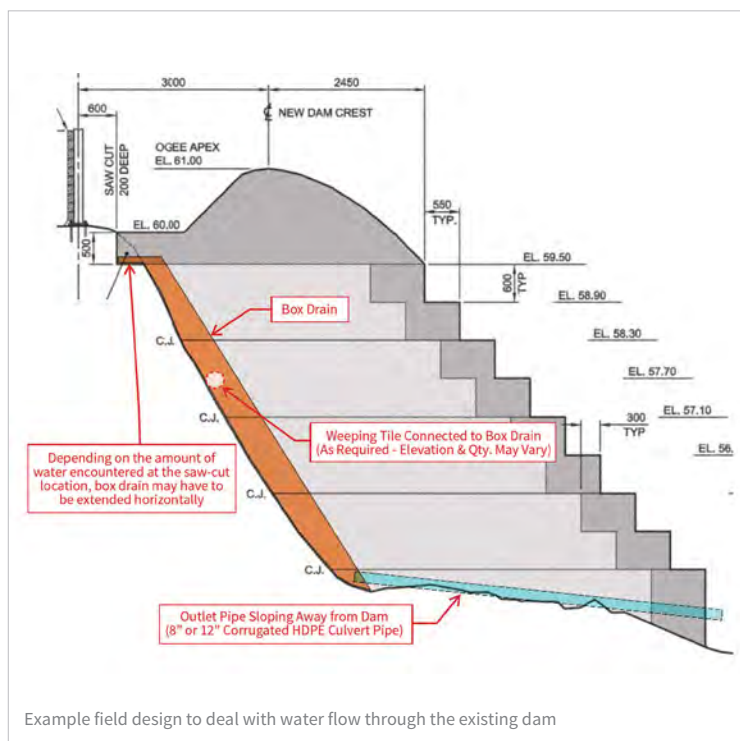 3000
2450
600
℄ NEW DAM CREST
SAW CUT
200 DEEP
OGEE APEX
EL. 61.00
550
TYP.
EL. 60.00
500
EL. 59.50
600
TYP
EL. 58.90
Box Drain
C.J.
EL. 58.30
EL. 57.70
C.J.
300
TYP
EL. 57.10
Weeping Tile Connected to Box Drain
(As Required - Elevation & Qty. May Vary)
EL. 56.
Depending on the amount of
water encountered at the saw-cut
location, box drain may have to
be extended horizontally
C.J.
C.J.
Outlet Pipe Sloping Away from Dam
(8" or 12" Corrugated HDPE Culvert Pipe)
Example field design to deal with water flow through the existing dam